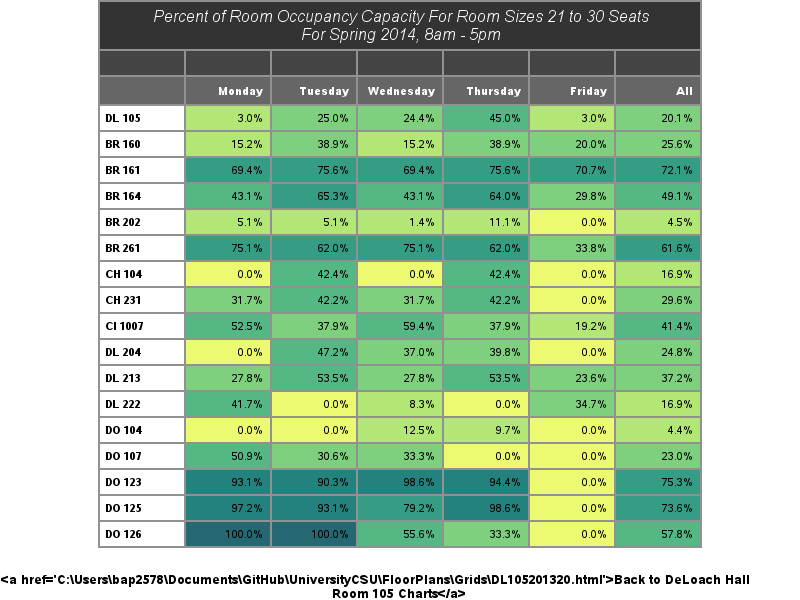 Percent of Room Occupancy Capacity For Room Sizes 21 to 30 Seats
For Spring 2014, 8am - 5pm
Monday Tuesday Wednesday Thursday Friday All
DL 105 3.0% 25.0% 24.4% 45.0% 3.0% 20.1%
BR 160 15.2% 38.9% 15.2% 38.9% 20.0% 25.6%
BR 161 69.4% 75.6% 69.4% 75.6% 70.7% 72.1%
BR 164 43.1% 65.3% 43.1% 64.0% 29.8% 49.1%
BR 202 5.1% 5.1% 1.4% 11.1% 0.0% 4.5%
BR 261 75.1% 62.0% 75.1% 62.0% 33.8% 61.6%
CH 104 0.0% 42.4% 0.0% 42.4% 0.0% 16.9%
CH 231 31.7% 42.2% 31.7% 42.2% 0.0% 29.6%
CI 1007 52.5% 37.9% 59.4% 37.9% 19.2% 41.4%
DL 204 0.0% 47.2% 37.0% 39.8% 0.0% 24.8%
DL 213 27.8% 53.5% 27.8% 53.5% 23.6% 37.2%
DL 222 41.7% 0.0% 8.3% 0.0% 34.7% 16.9%
DO 104 0.0% 0.0% 12.5% 9.7% 0.0% 4.4%
DO 107 50.9% 30.6% 33.3% 0.0% 0.0% 23.0%
DO 123 93.1% 90.3% 98.6% 94.4% 0.0% 75.3%
DO 125 97.2% 93.1% 79.2% 98.6% 0.0% 73.6%
DO 126 100.0% 100.0% 55.6% 33.3% 0.0% 57.8%
<a href='C:\Users\bap2578\Documents\GitHub\UniversityCSU\FloorPlans\Grids\DL105201320.html'>Back to DeLoach Hall
Room 105 Charts</a>